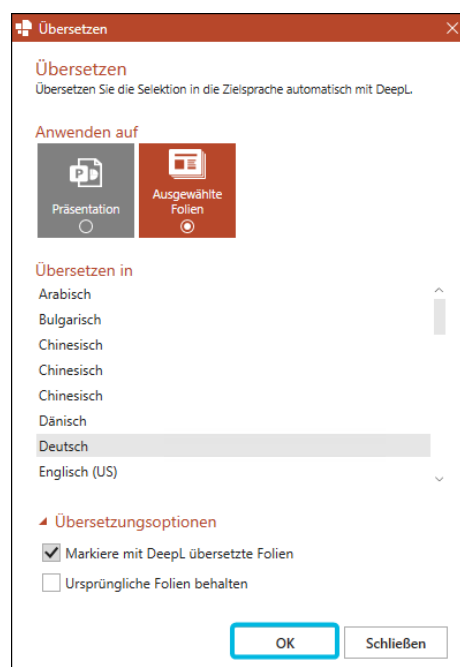 Übersetzen
Übersetzen
Übersetzen Sie die Selektion in die Zielsprache automatisch mit DeepL.
Anwenden auf
Präsentation
Ausgewählte
Folien
Übersetzen in
Arabisch
Bulgarisch
Chinesisch
Chinesisch
Chinesisch
Dänisch
Deutsch
Englisch (US)
Übersetzungsoptionen
Markiere mit DeepL übersetzte Folien
Ursprüngliche Folien behalten
OK
Schließen